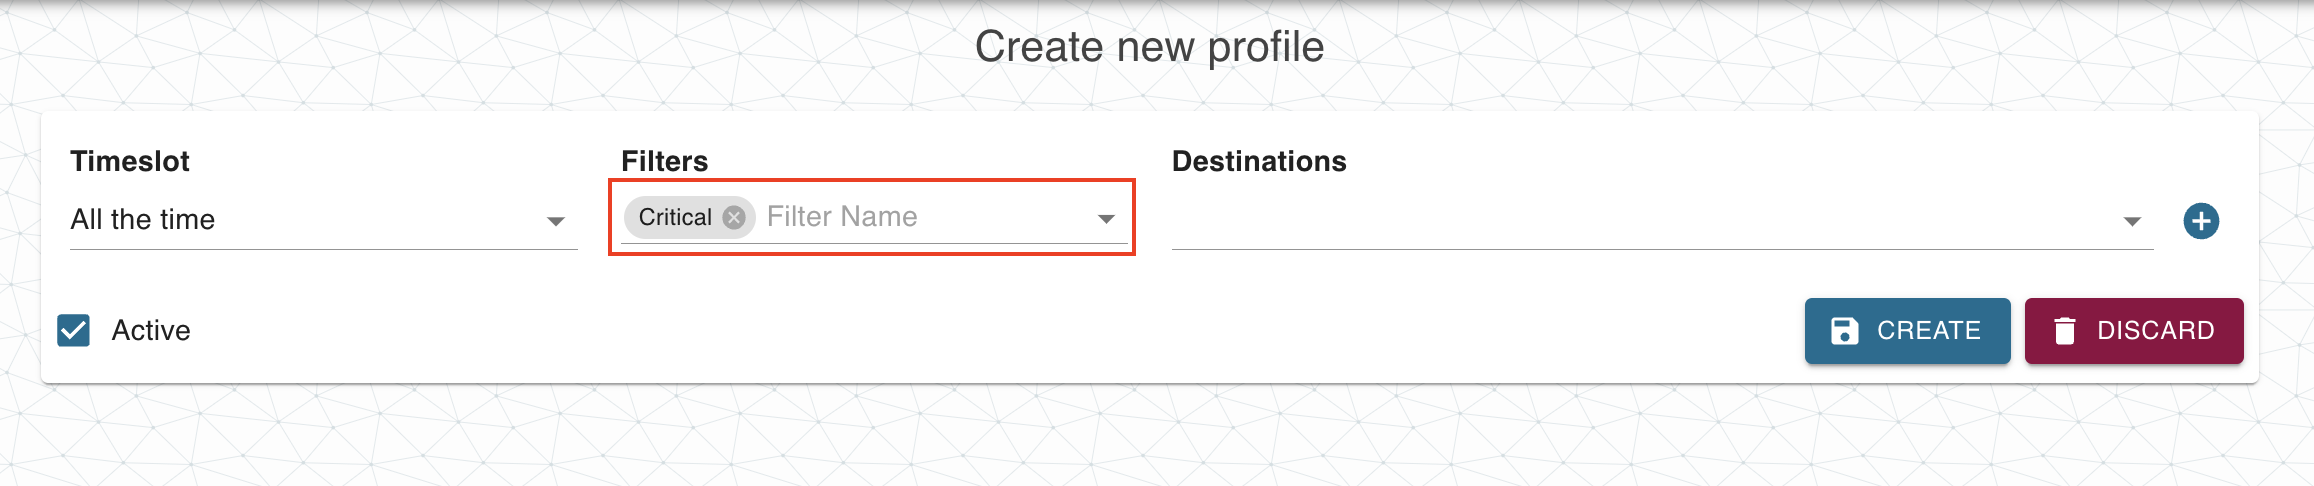 Create new profile
Timeslot
Filters
Destinations
All the time
Critical
Filter Name
Active
CREATE
DISCARD